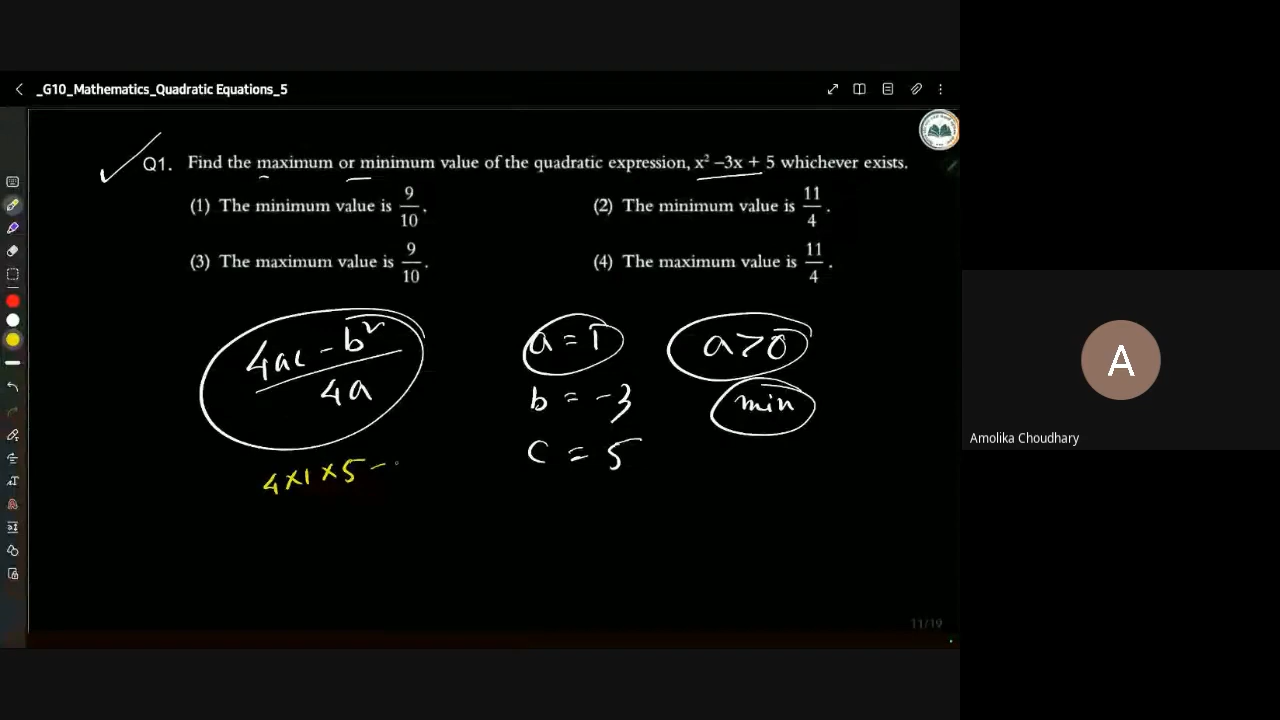 _G10_Mathematics_Quadratic Equations_5
Q1. Find the maximum or minimum value of the quadratic expression, x² –3x + 5 whichever exists.
(1) The minimum value is 9/10.
(2) The minimum value is 11/4.
(3) The maximum value is 9/10.
(4) The maximum value is 11/4.
4ac - b²
4a
a = 1
a > 0
b = -3
min
c = 5
4×1×5 -
11/19
A
Amolika Choudhary